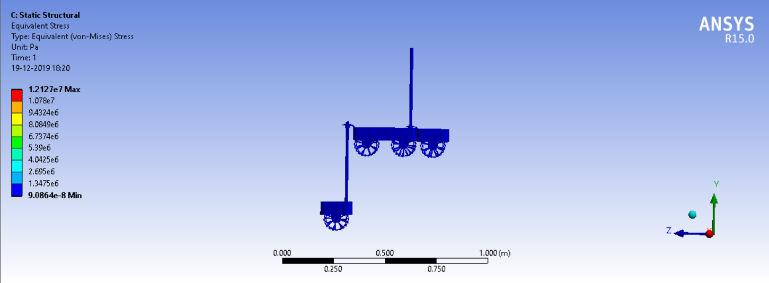 C: Static Structural
Equivalent Stress
Type: Equivalent (von-Mises) Stress
Unit: Pa
Time: 1
19-12-2019 18:20
ANSYS
R15.0
1.2127e7 Max
1.078e7
9.4324e6
8.0849e6
6.7374e6
5.39e6
4.0425e6
2.695e6
1.3475e6
9.0864e-8 Min
Y
Z
0.000 0.500 1.000 (m)
0.250 0.750